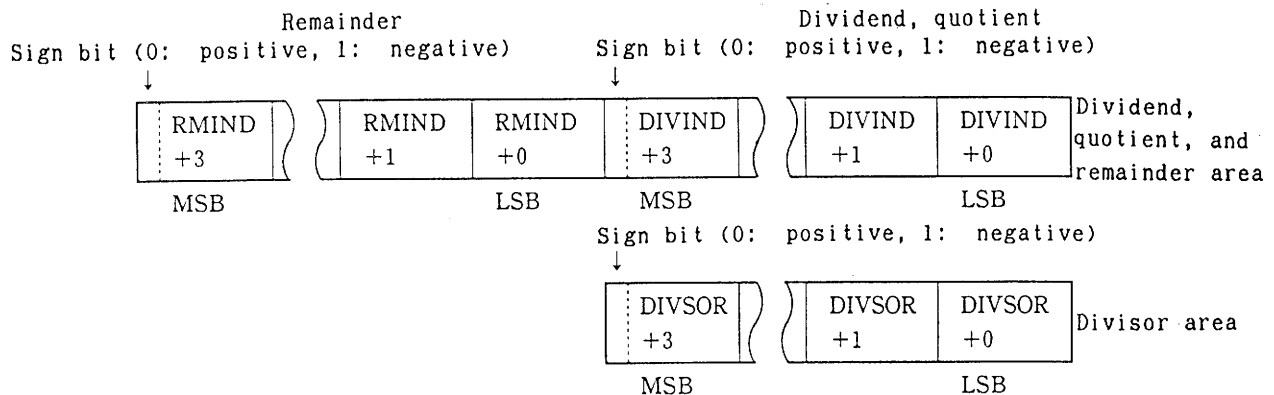 Remainder
Dividend, quotient
Sign bit (0: positive, 1: negative)
Sign bit (0: positive, 1: negative)
RMIND +3
RMIND +1
RMIND +0
DIVIND +3
DIVIND +1
DIVIND +0
Dividend, quotient, and remainder area
MSB
LSB
MSB
LSB
Sign bit (0: positive, 1: negative)
DIVSOR +3
DIVSOR +1
DIVSOR +0
Divisor area
MSB
LSB